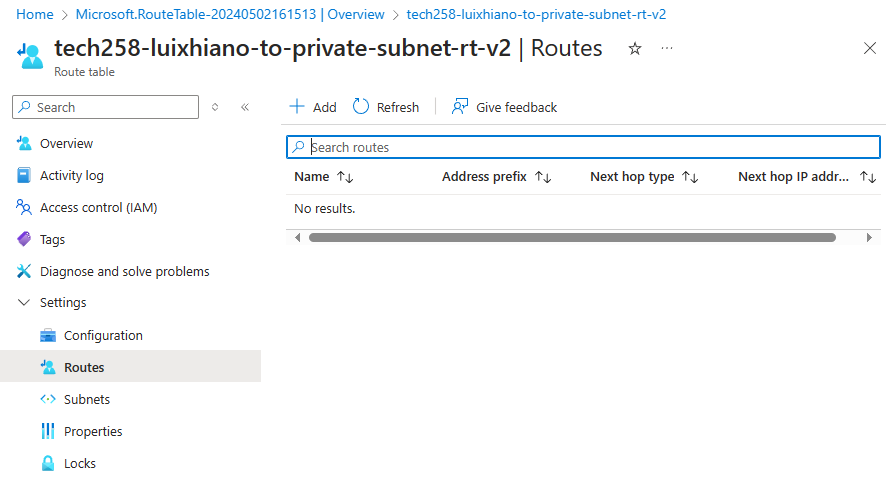 Home > Microsoft.RouteTable-20240502161513 | Overview > tech258-luixhiano-to-private-subnet-rt-v2
tech258-luixhiano-to-private-subnet-rt-v2 | Routes
Route table
Search
Add Refresh Give feedback
Search routes
Name Address prefix Next hop type Next hop IP addr...
No results.
Overview
Activity log
Access control (IAM)
Tags
Diagnose and solve problems
Settings
Configuration
Routes
Subnets
Properties
Locks